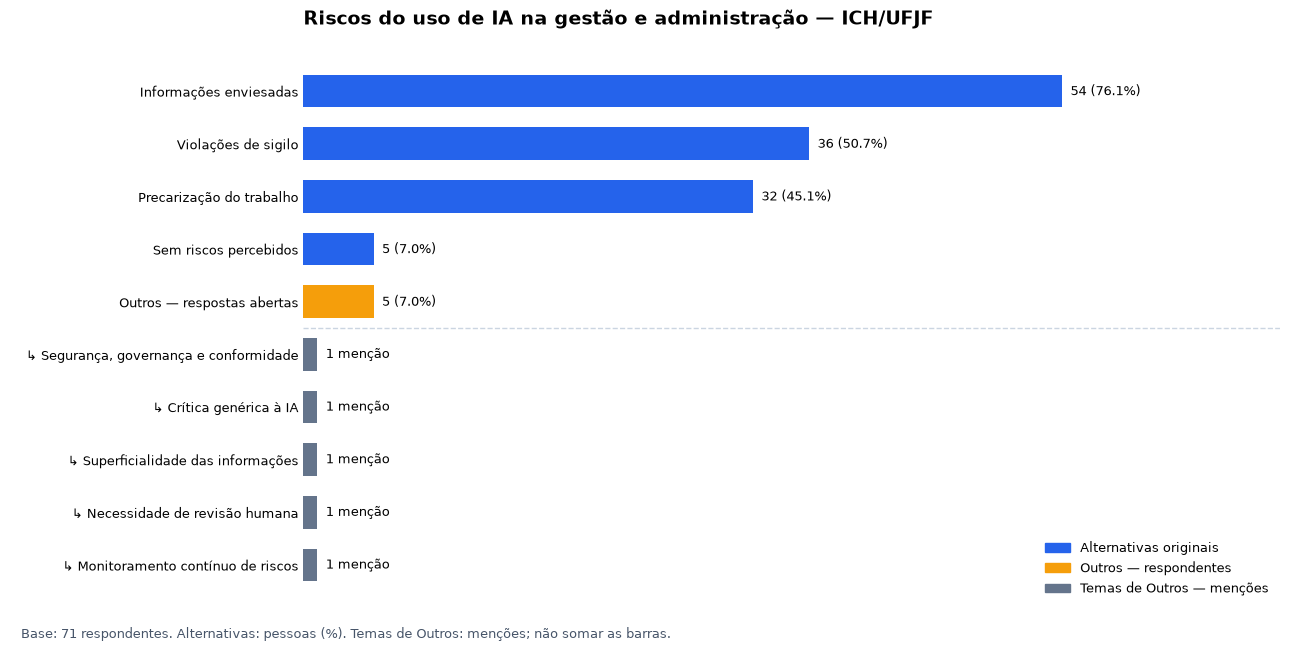 Riscos do uso de IA na gestão e administração — ICH/UFJF
Informações enviesadas 54 (76.1%)
Violações de sigilo 36 (50.7%)
Precarização do trabalho 32 (45.1%)
Sem riscos percebidos 5 (7.0%)
Outros — respostas abertas 5 (7.0%)
↳ Segurança, governança e conformidade 1 menção
↳ Crítica genérica à IA 1 menção
↳ Superficialidade das informações 1 menção
↳ Necessidade de revisão humana 1 menção
↳ Monitoramento contínuo de riscos 1 menção
Alternativas originais
Outros — respondentes
Temas de Outros — menções
Base: 71 respondentes. Alternativas: pessoas (%). Temas de Outros: menções; não somar as barras.